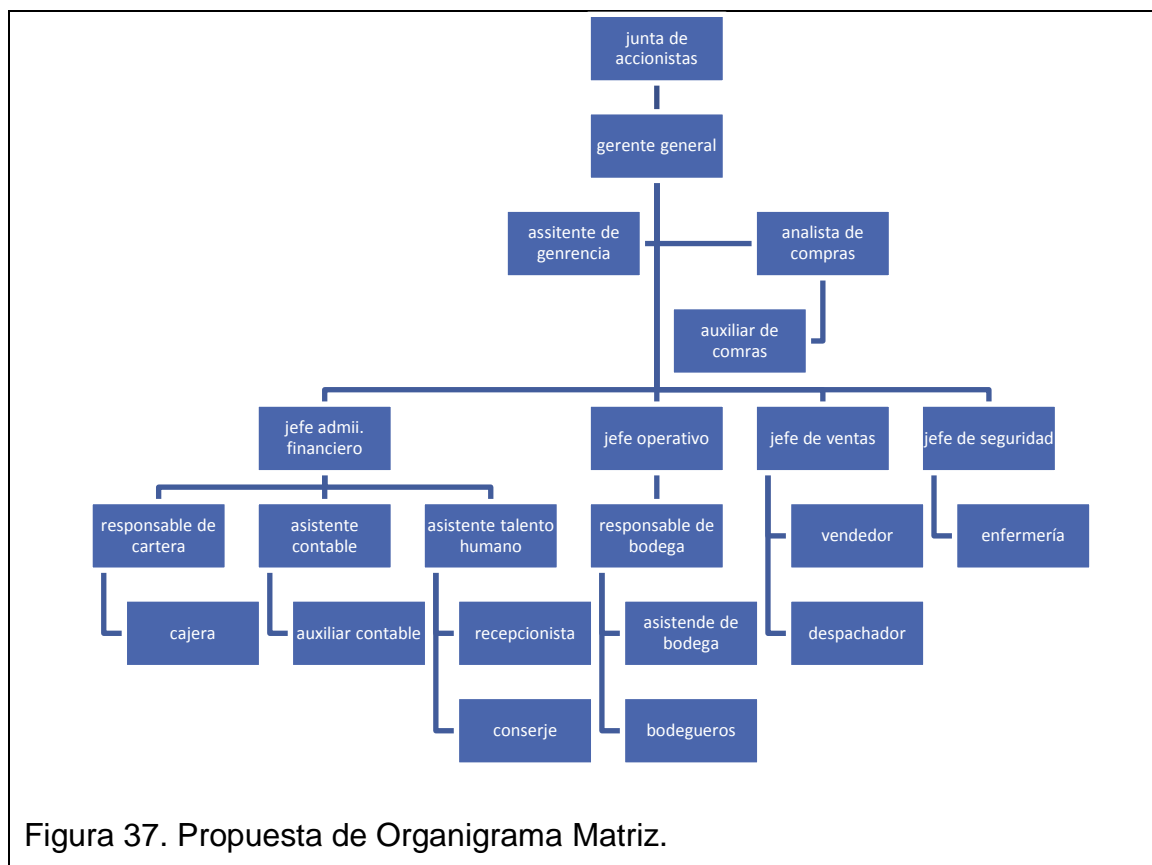 junta de
accionistas
gerente general
assitente de
genrencia
analista de
compras
auxiliar de
comras
jefe admii.
financiero
jefe operativo
jefe de ventas
jefe de seguridad
responsable de
cartera
asistente
contable
asistente talento
humano
responsable de
bodega
vendedor
enfermería
cajera
auxiliar contable
recepcionista
asistende de
bodega
despachador
conserje
bodegueros
Figura 37. Propuesta de Organigrama Matriz.